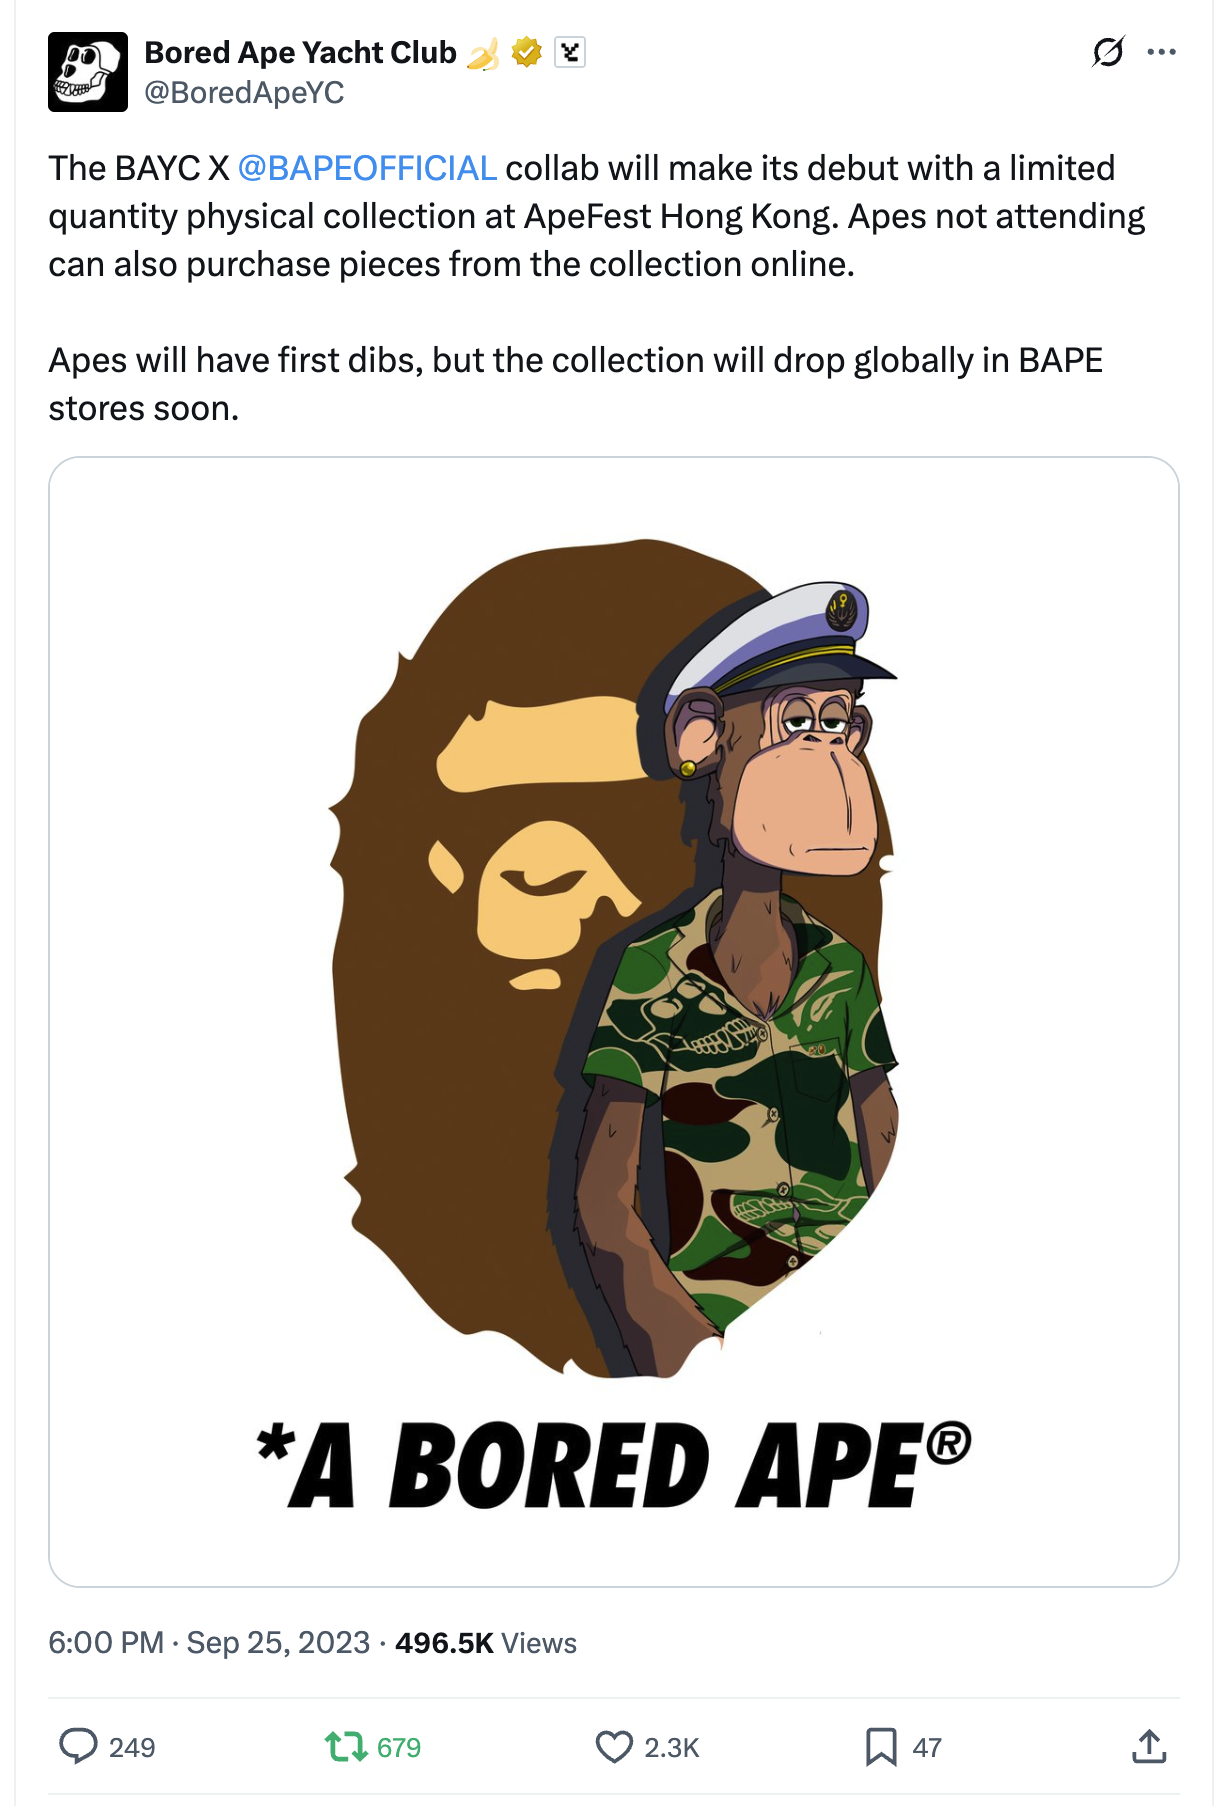 Bored Ape Yacht Club 🍌
@BoredApeYC
The BAYC X @BAPEOFFICIAL collab will make its debut with a limited
quantity physical collection at ApeFest Hong Kong. Apes not attending
can also purchase pieces from the collection online.
Apes will have first dibs, but the collection will drop globally in BAPE
stores soon.
*A BORED APE®
6:00 PM · Sep 25, 2023 · 496.5K Views
249 679 2.3K 47